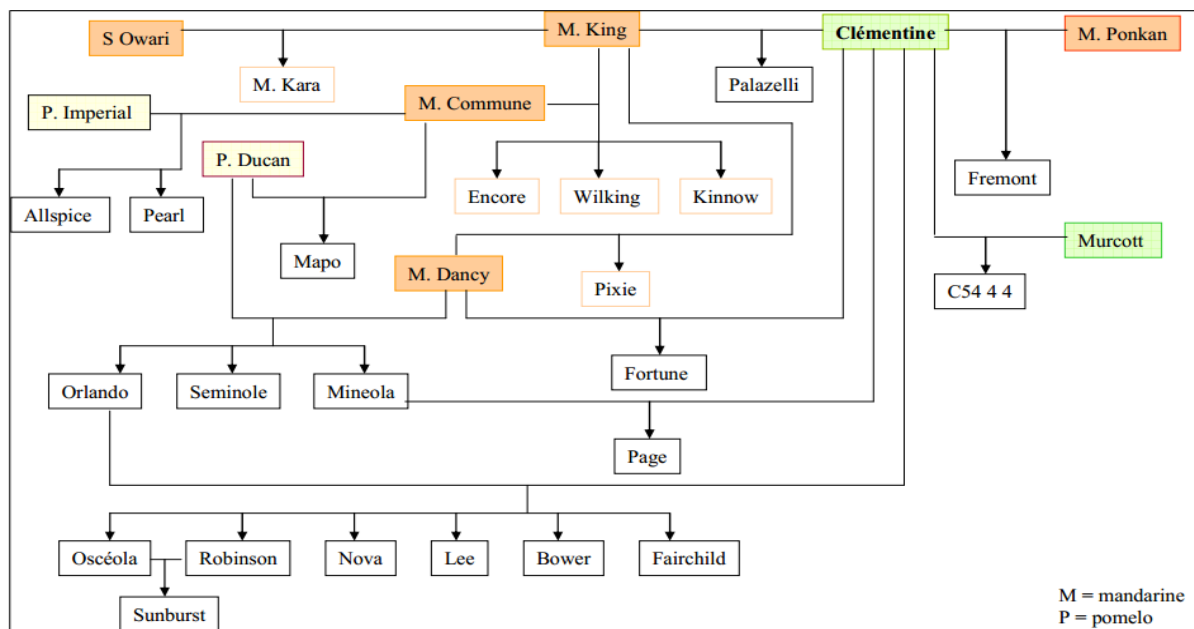 S Owari
M. King
Clémentine
M. Ponkan
M. Kara
Palazelli
P. Imperial
M. Commune
P. Ducan
Fremont
Encore
Wilking
Kinnow
Allspice
Pearl
Mapo
Murcott
M. Dancy
Pixie
C54 4 4
Orlando
Seminole
Mineola
Fortune
Page
Oscéola
Robinson
Nova
Lee
Bower
Fairchild
Sunburst
M = mandarine
P = pomelo